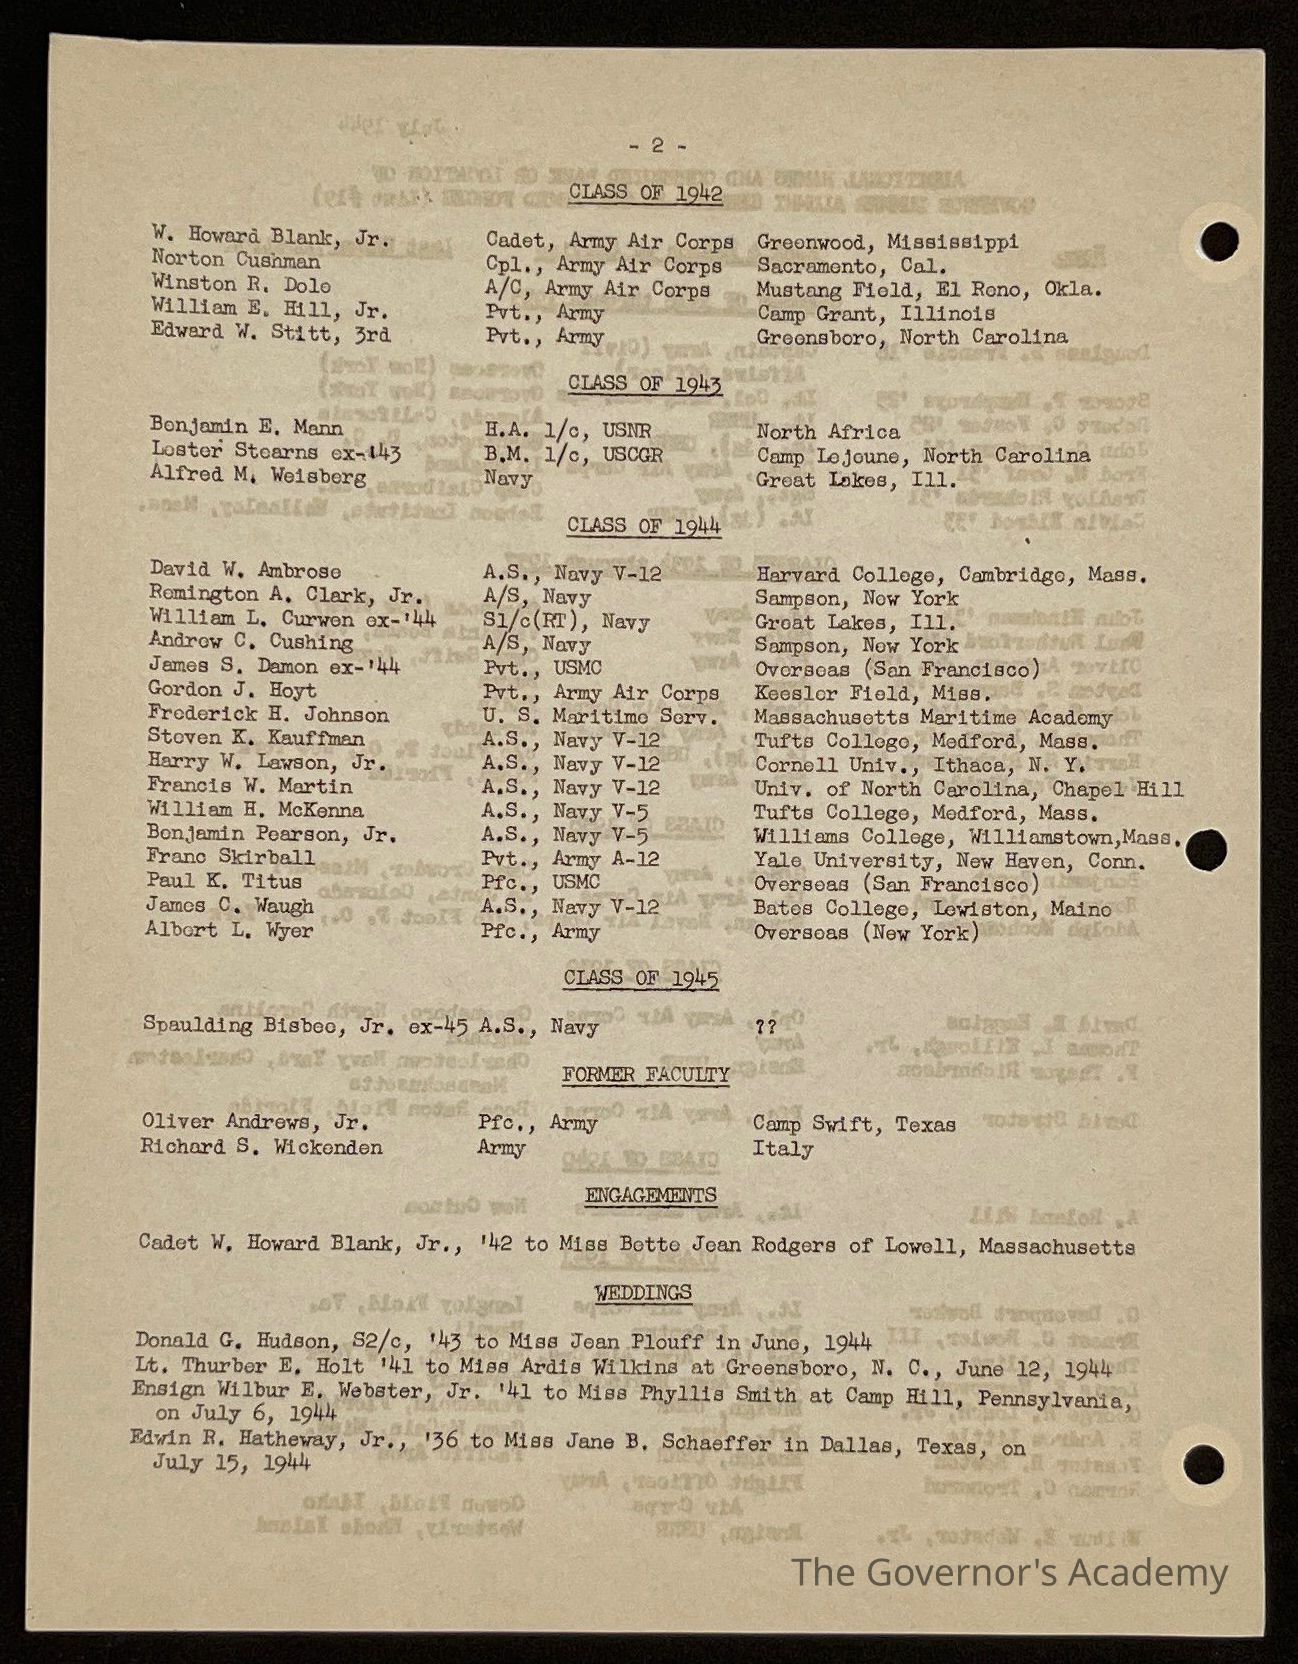 - 2 -
CLASS OF 1942
W. Howard Blank, Jr. Cadet, Army Air Corps Greenwood, Mississippi
Norton Cushman Cpl., Army Air Corps Sacramento, Cal.
Winston R. Dole A/C, Army Air Corps Mustang Field, El Reno, Okla.
William E. Hill, Jr. Pvt., Army Camp Grant, Illinois
Edward W. Stitt, 3rd Pvt., Army Greensboro, North Carolina
CLASS OF 1943
Benjamin E. Mann H.A. 1/c, USNR North Africa
Lester Stearns ex-'43 B.M. 1/c, USCGR Camp Lejeune, North Carolina
Alfred M. Weisberg Navy Great Lakes, Ill.
CLASS OF 1944
David W. Ambrose A.S., Navy V-12 Harvard College, Cambridge, Mass.
Remington A. Clark, Jr. A/S, Navy Sampson, New York
William L. Curwen ex-'44 S1/c(RT), Navy Great Lakes, Ill.
Andrew C. Cushing A/S, Navy Sampson, New York
James S. Damon ex-'44 Pvt., USMC Overseas (San Francisco)
Gordon J. Hoyt Pvt., Army Air Corps Keesler Field, Miss.
Frederick H. Johnson U. S. Maritime Serv. Massachusetts Maritime Academy
Steven K. Kauffman A.S., Navy V-12 Tufts College, Medford, Mass.
Harry W. Lawson, Jr. A.S., Navy V-12 Cornell Univ., Ithaca, N. Y.
Francis W. Martin A.S., Navy V-12 Univ. of North Carolina, Chapel Hill
William H. McKenna A.S., Navy V-5 Tufts College, Medford, Mass.
Benjamin Pearson, Jr. A.S., Navy V-5 Williams College, Williamstown,Mass.
Franc Skirball Pvt., Army A-12 Yale University, New Haven, Conn.
Paul K. Titus Pfc., USMC Overseas (San Francisco)
James C. Waugh A.S., Navy V-12 Bates College, Lewiston, Maine
Albert L. Wyer Pfc., Army Overseas (New York)
CLASS OF 1945
Spaulding Bisbee, Jr. ex-45 A.S., Navy ??
FORMER FACULTY
Oliver Andrews, Jr. Pfc., Army Camp Swift, Texas
Richard S. Wickenden Army Italy
ENGAGEMENTS
Cadet W. Howard Blank, Jr., '42 to Miss Bette Jean Rodgers of Lowell, Massachusetts
WEDDINGS
Donald G. Hudson, S2/c, '43 to Miss Jean Plouff in June, 1944
Lt. Thurber E. Holt '41 to Miss Ardis Wilkins at Greensboro, N. C., June 12, 1944
Ensign Wilbur E. Webster, Jr. '41 to Miss Phyllis Smith at Camp Hill, Pennsylvania,
on July 6, 1944
Edwin R. Hatheway, Jr., '36 to Miss Jane B. Schaeffer in Dallas, Texas, on
July 15, 1944
The Governor's Academy